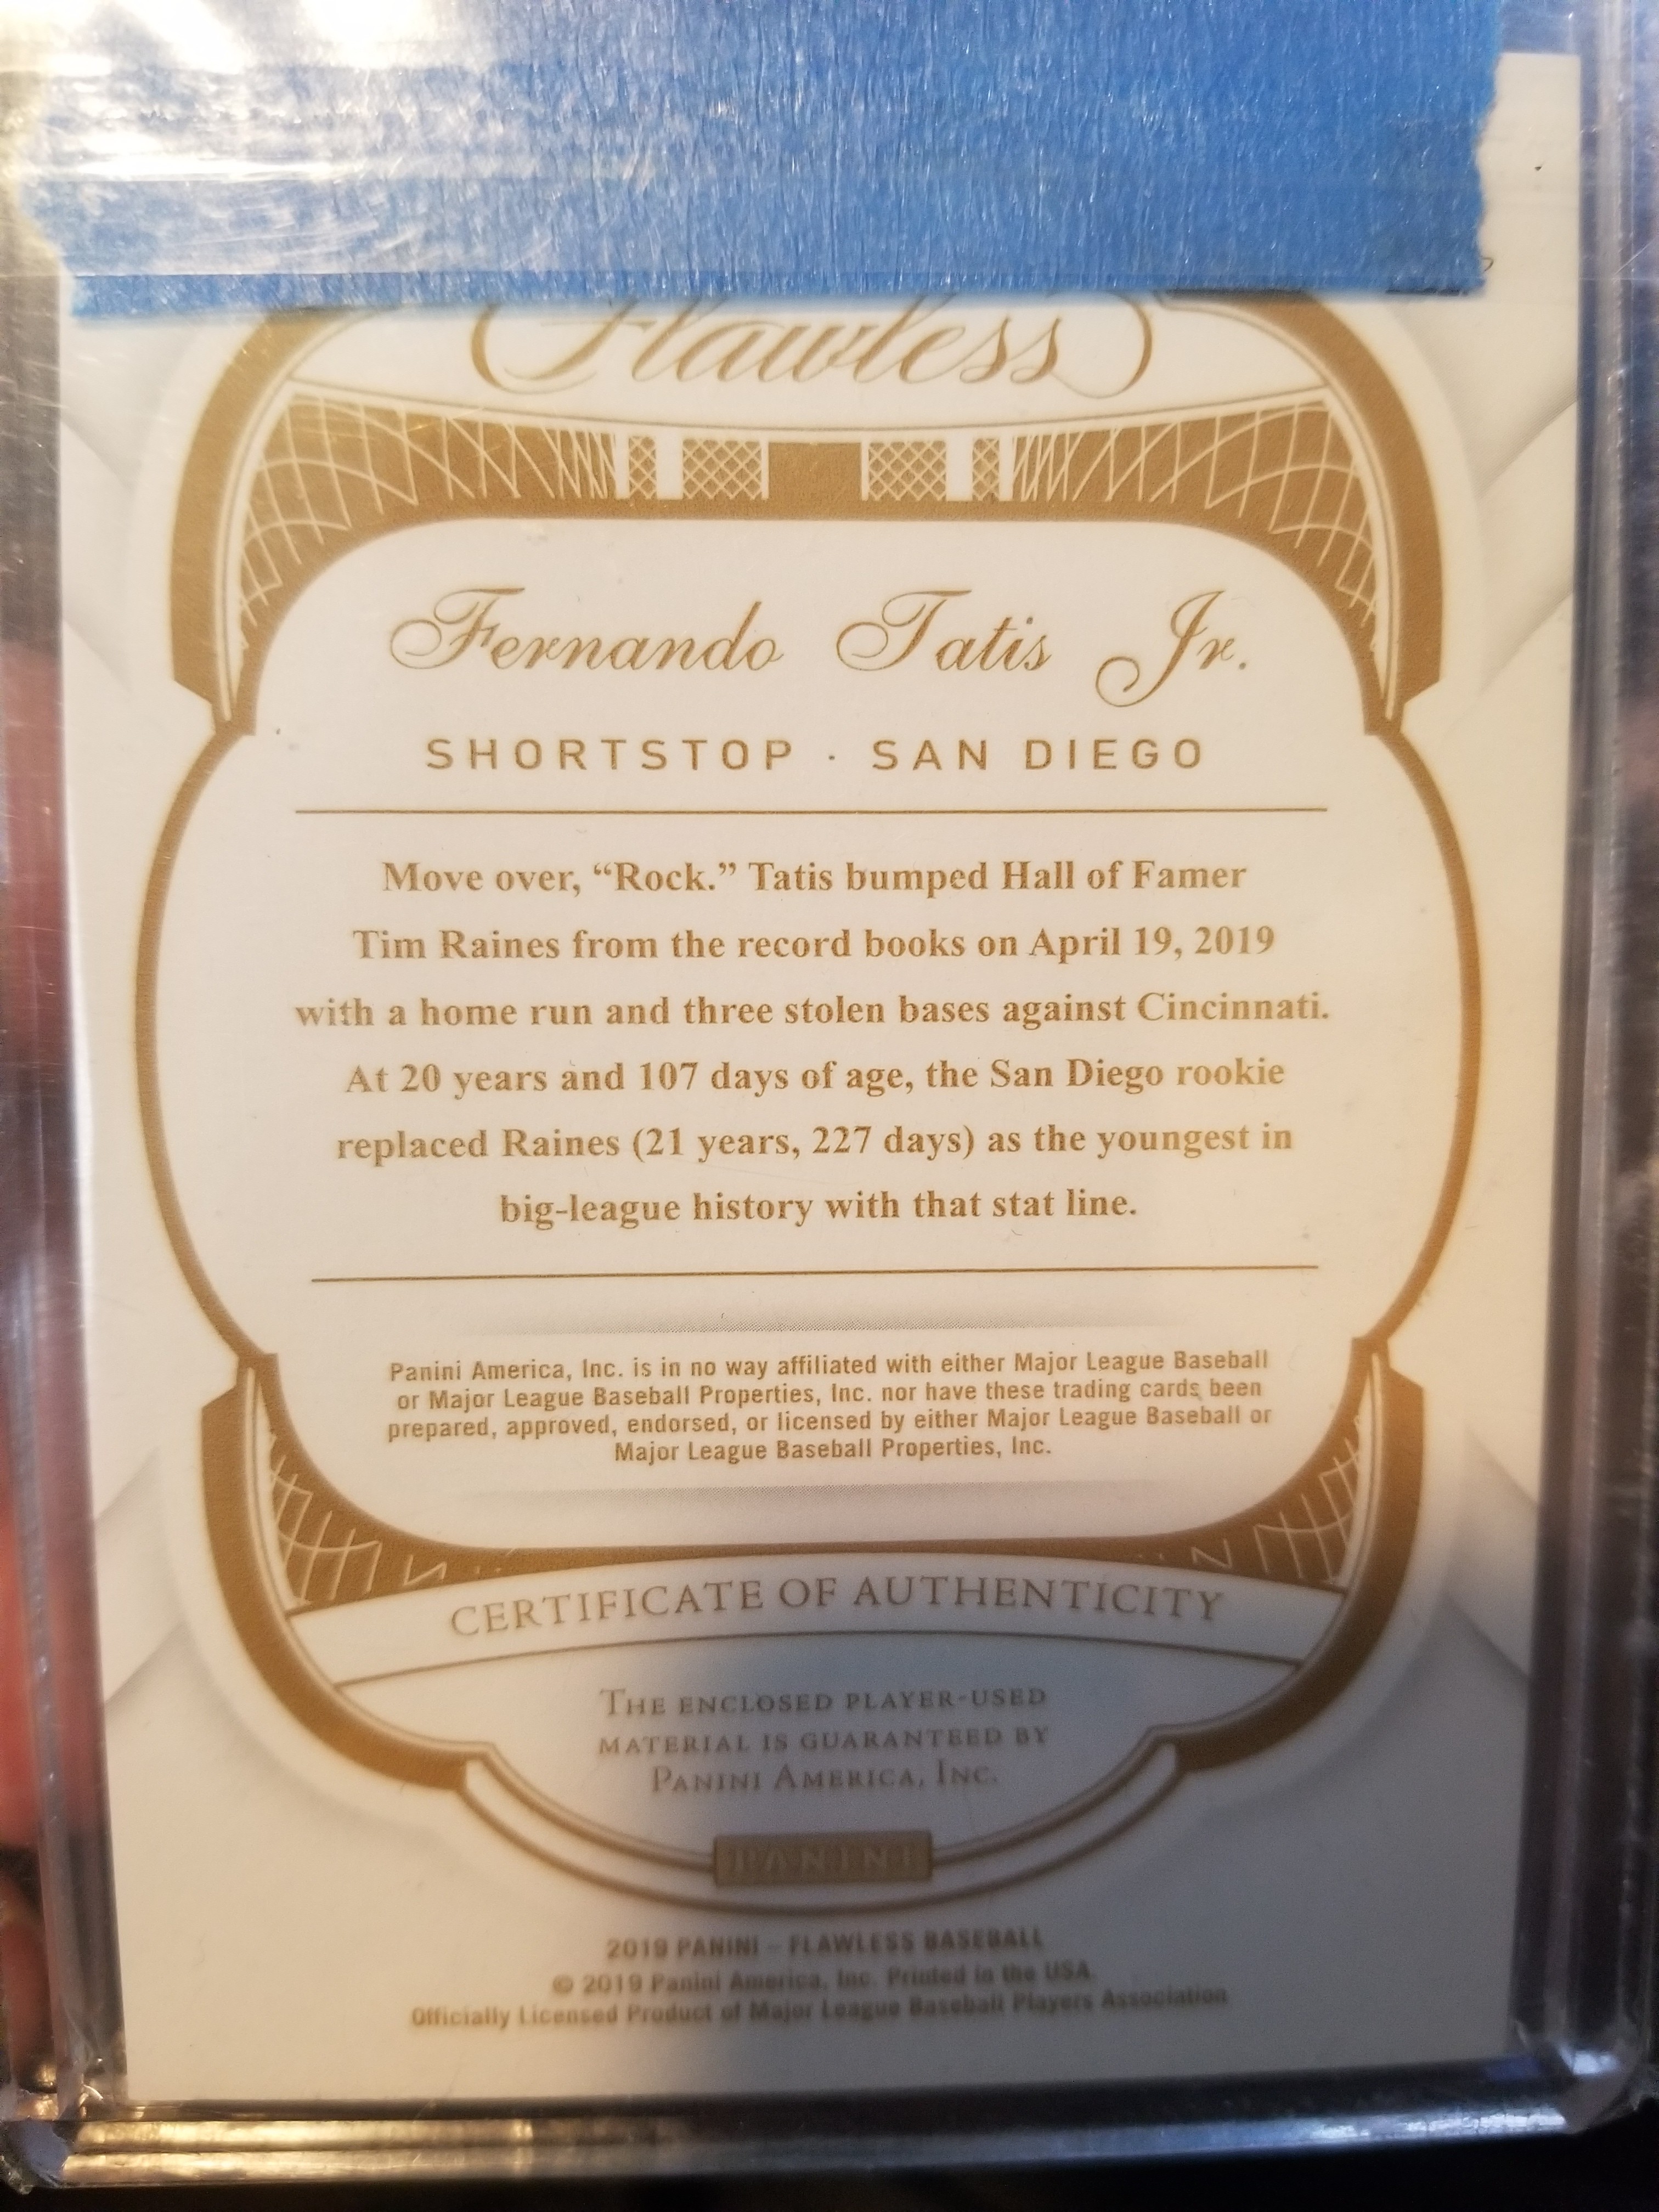 Flawless
Fernando Tatis Jr.
SHORTSTOP · SAN DIEGO
Move over, “Rock.” Tatis bumped Hall of Famer
Tim Raines from the record books on April 19, 2019
with a home run and three stolen bases against Cincinnati.
At 20 years and 107 days of age, the San Diego rookie
replaced Raines (21 years, 227 days) as the youngest in
big-league history with that stat line.
Panini America, Inc. is in no way affiliated with either Major League Baseball
or Major League Baseball Properties, Inc. nor have these trading cards been
prepared, approved, endorsed, or licensed by either Major League Baseball or
Major League Baseball Properties, Inc.
CERTIFICATE OF AUTHENTICITY
THE ENCLOSED PLAYER-USED
MATERIAL IS GUARANTEED BY
PANINI AMERICA, INC.
PANINI
2019 PANINI - FLAWLESS BASEBALL
© 2019 Panini America, Inc. Printed in the USA.
Officially Licensed Product of Major League Baseball Players Association